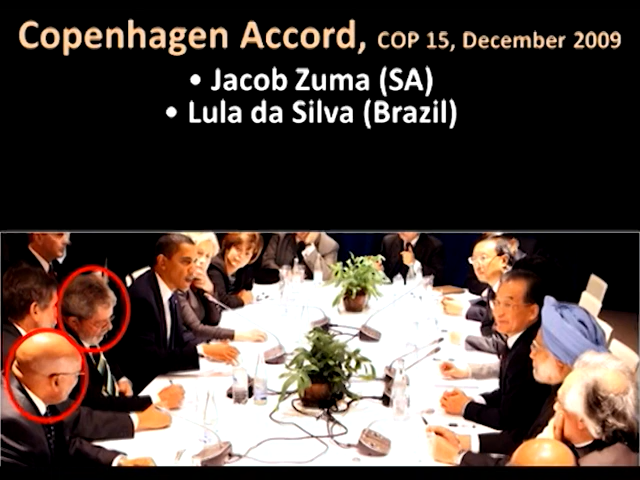 Copenhagen Accord, COP 15, December 2009
• Jacob Zuma (SA)
• Lula da Silva (Brazil)